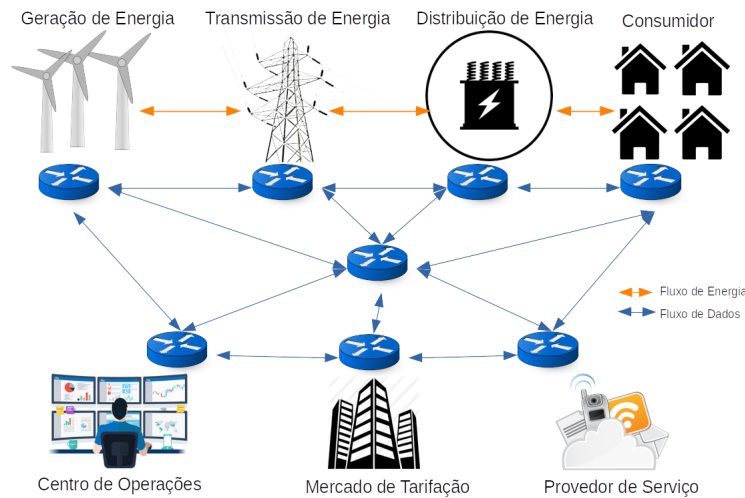 Geração de Energia
Transmissão de Energia
Distribuição de Energia
Consumidor
Fluxo de Energia
Fluxo de Dados
Centro de Operações
Mercado de Tarifação
Provedor de Serviço